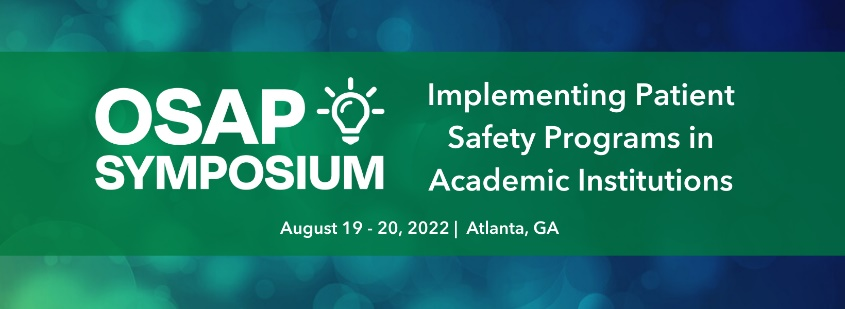 OSAP
SYMPOSIUM
Implementing Patient
Safety Programs in
Academic Institutions
August 19 - 20, 2022 | Atlanta, GA